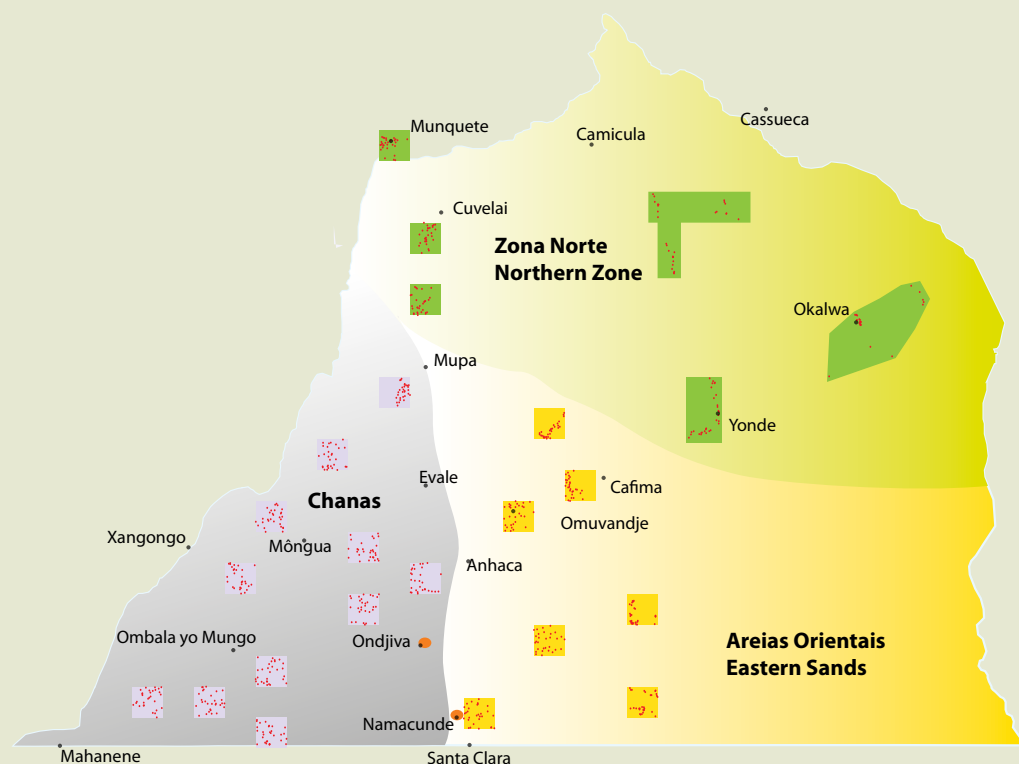 Munquete
Camicula
Cassueca
Cuvelai
Zona Norte
Northern Zone
Okalwa
Mupa
Yonde
Evale
Cafima
Chanas
Omuvandje
Xangongo
Môngua
Anhaca
Ombala yo Mungo
Ondjiva
Areias Orientais
Eastern Sands
Namacunde
Mahanene
Santa Clara